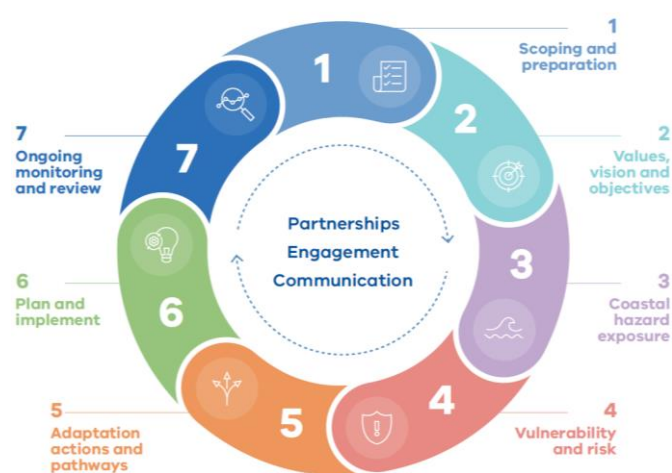 1
Scoping and
preparation
2
Values,
vision and
objectives
3
Coastal
hazard
exposure
4
Vulnerability
and risk
5
Adaptation
actions and
pathways
6
Plan and
implement
7
Ongoing
monitoring
and review
1
2
3
4
5
6
7
Partnerships
Engagement
Communication